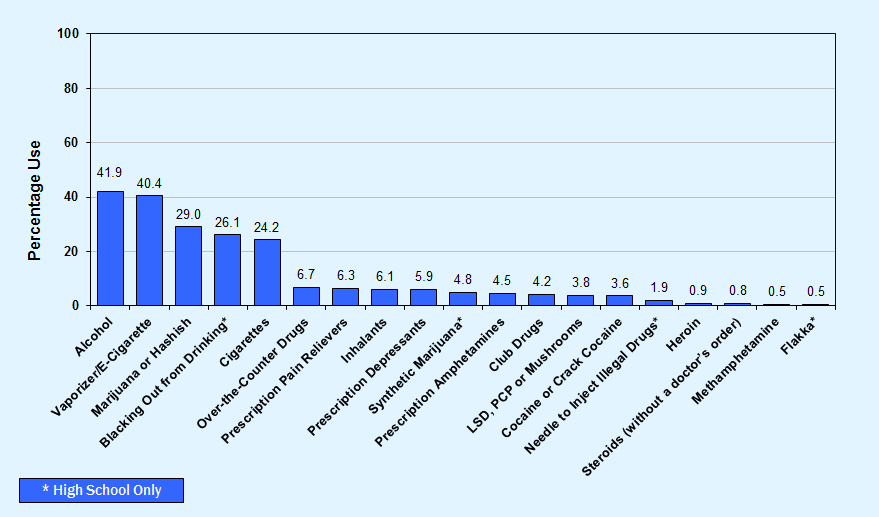 100
80
60
40
20
0
Percentage Use
41.9
40.4
29.0
26.1
24.2
6.7
6.3
6.1
5.9
4.8
4.5
4.2
3.8
3.6
1.9
0.9
0.8
0.5
0.5
Alcohol
Vaporizer/E-Cigarette
Marijuana or Hashish
Blacking Out from Drinking*
Cigarettes
Over-the-Counter Drugs
Prescription Pain Relievers
Inhalants
Prescription Depressants
Synthetic Marijuana*
Prescription Amphetamines
Club Drugs
LSD, PCP or Mushrooms
Cocaine or Crack Cocaine
Needle to Inject Illegal Drugs*
Heroin
Steroids (without a doctor's order)
Methamphetamine
Flakka*
* High School Only